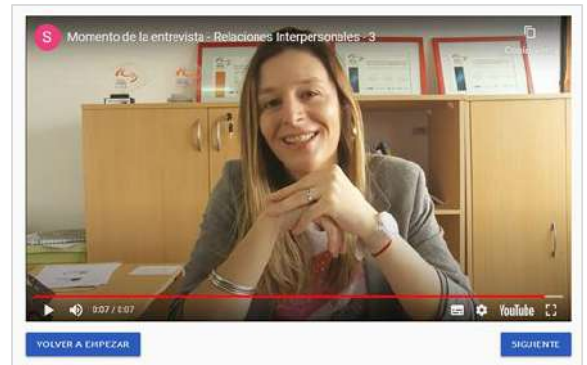 S
Momento de la entrevista - Relaciones Interpersonales - 3
0:07 / 0:07
YouTube
VOLVER A EMPEZAR
SIGUIENTE